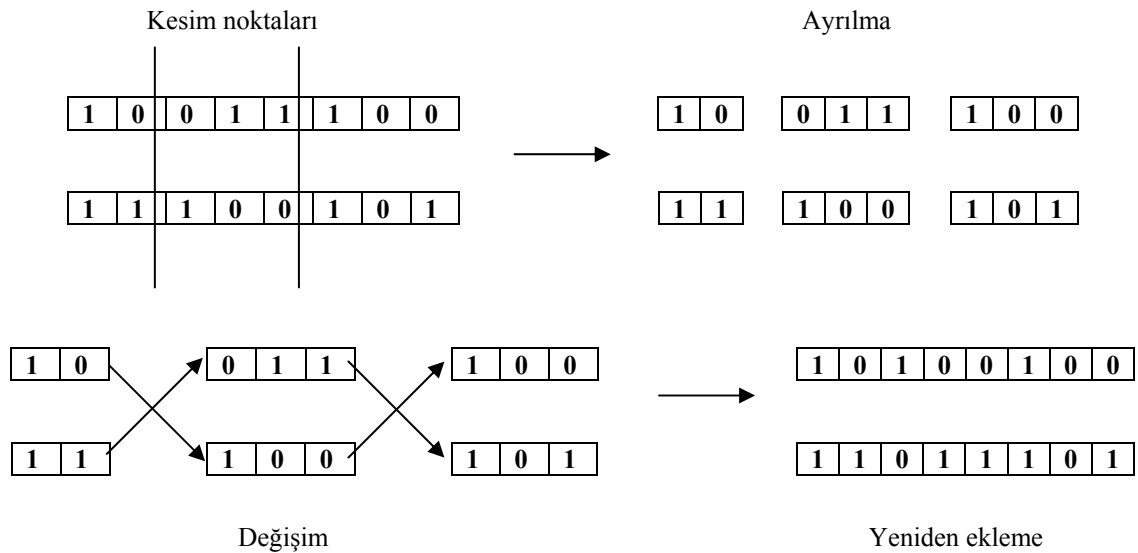 Kesim noktaları
Ayrılma
1 0 0 1 1 1 0 0
1 0 0 1 1 1 0 0
1 1 1 0 0 1 0 1
1 1 1 0 0 1 0 1
1 0 0 1 1 1 0 0
1 0 1 0 0 1 0 0
1 1 1 0 0 1 0 1
1 1 0 1 1 1 0 1
Değişim
Yeniden ekleme